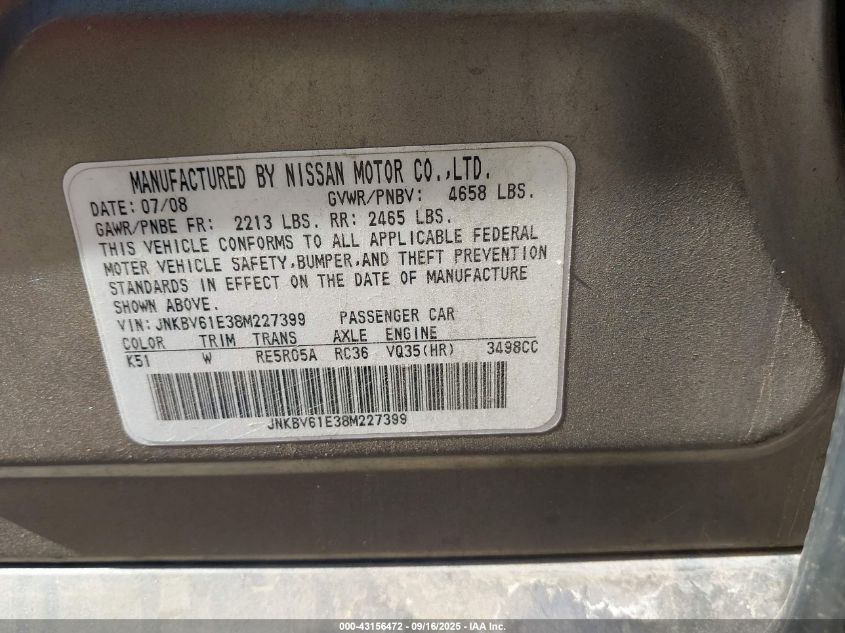 MANUFACTURED BY NISSAN MOTOR CO.,LTD.
DATE: 07/08 GVWR/PNBV: 4658 LBS.
GAWR/PNBE FR: 2213 LBS. RR: 2465 LBS.
THIS VEHICLE CONFORMS TO ALL APPLICABLE FEDERAL
MOTER VEHICLE SAFETY,BUMPER,AND THEFT PREVENTION
STANDARDS IN EFFECT ON THE DATE OF MANUFACTURE
SHOWN ABOVE.
VIN: JNKBV61E38M227399 PASSENGER CAR
COLOR TRIM TRANS AXLE ENGINE
K51 W RE5R05A RC36 VQ35(HR) 3498CC
JNKBV61E38M227399
000-43156472 - 09/16/2025 - IAA Inc.